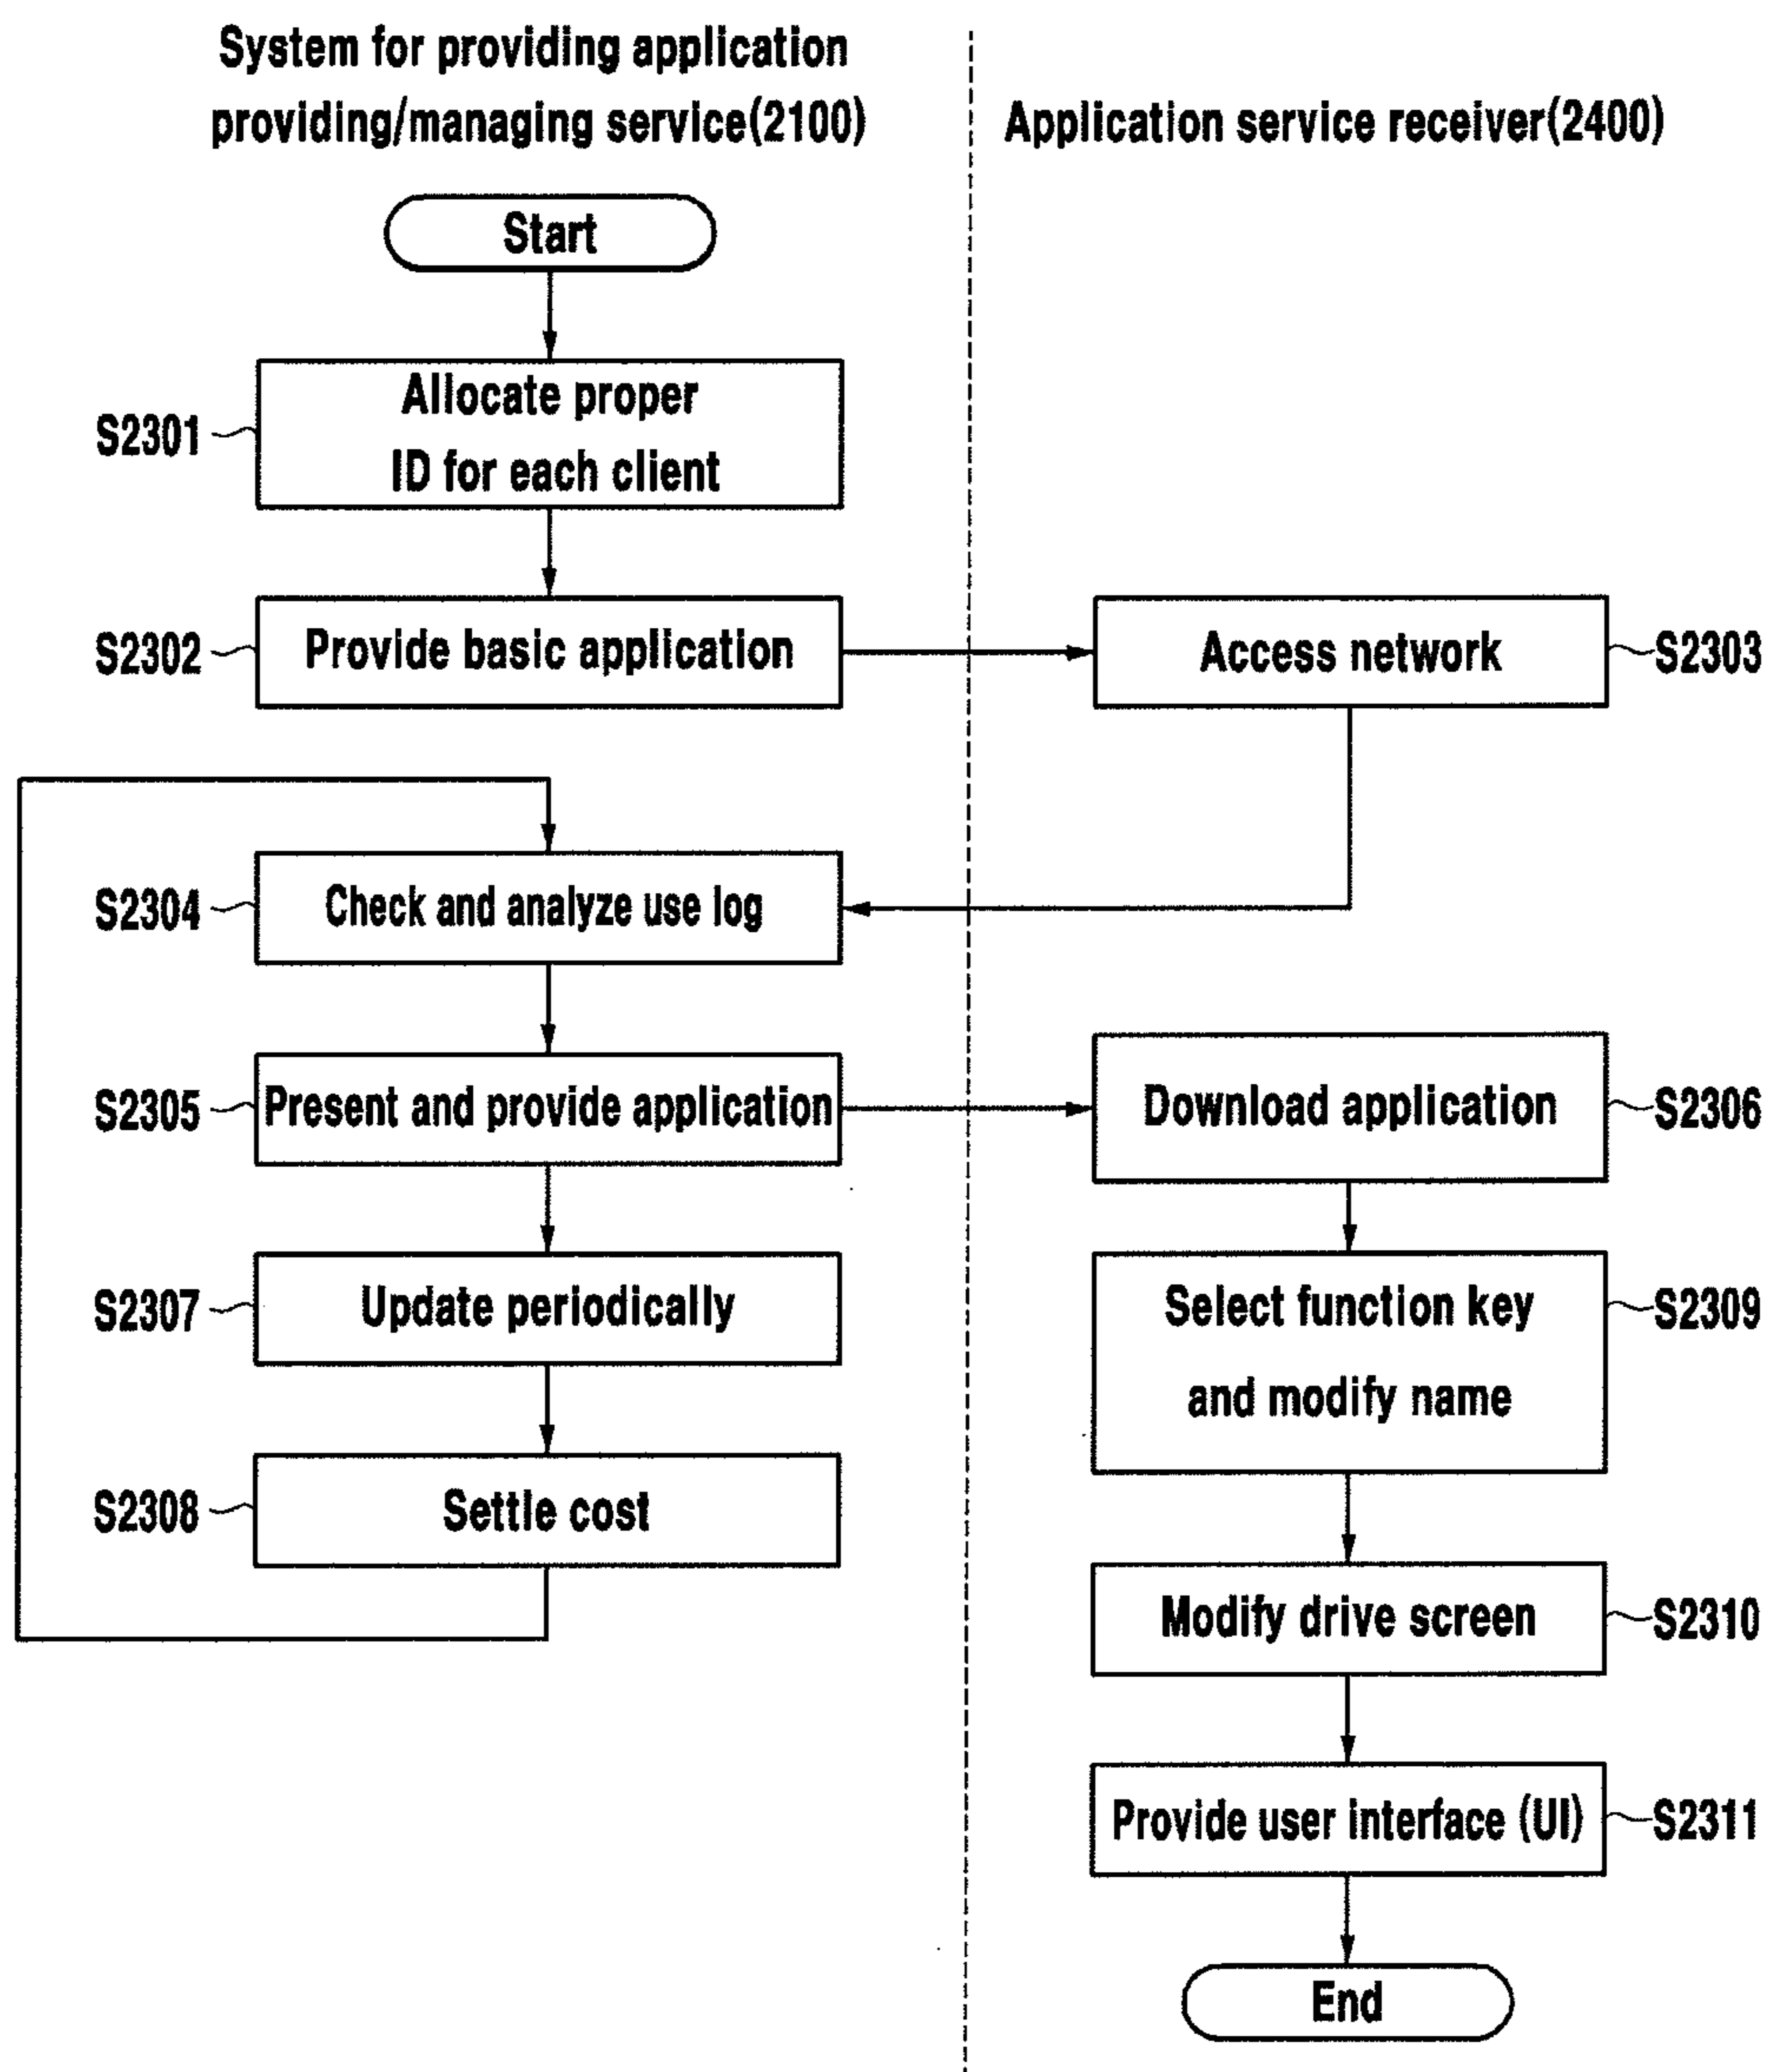 System for providing application
providing/managing service(2100)
Application service receiver(2400)
Start
S2301
Allocate proper
ID for each client
S2302
Provide basic application
Access network
S2303
S2304
Check and analyze use log
S2305
Present and provide application
Download application
S2306
S2307
Update periodically
Select function key
and modify name
S2309
S2308
Settle cost
Modify drive screen
S2310
Provide user interface (UI)
S2311
End